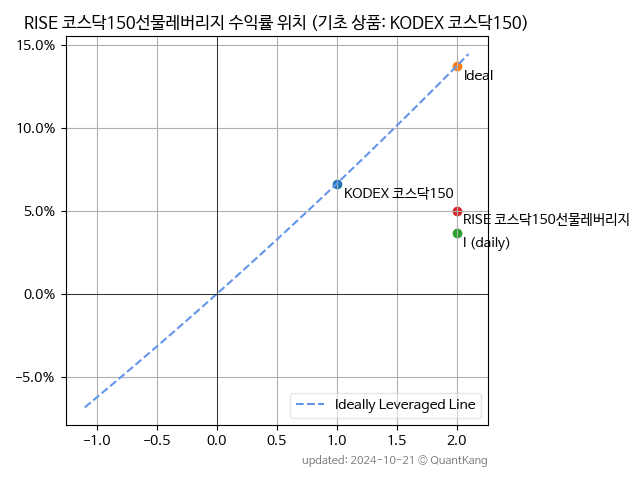 RISE 코스닥150선물레버리지 수익률 위치 (기초 상품: KODEX 코스닥150)
15.0%
10.0%
5.0%
0.0%
−5.0%
Ideal
KODEX 코스닥150
RISE 코스닥150선물레버리지
I (daily)
Ideally Leveraged Line
−1.0 −0.5 0.0 0.5 1.0 1.5 2.0
updated: 2024-10-21 © QuantKang